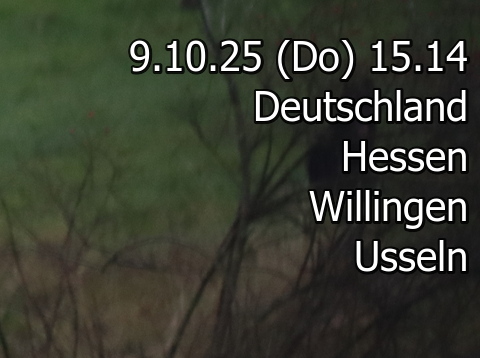 9.10.25 (Do) 15.14
Deutschland
Hessen
Willingen
Usseln